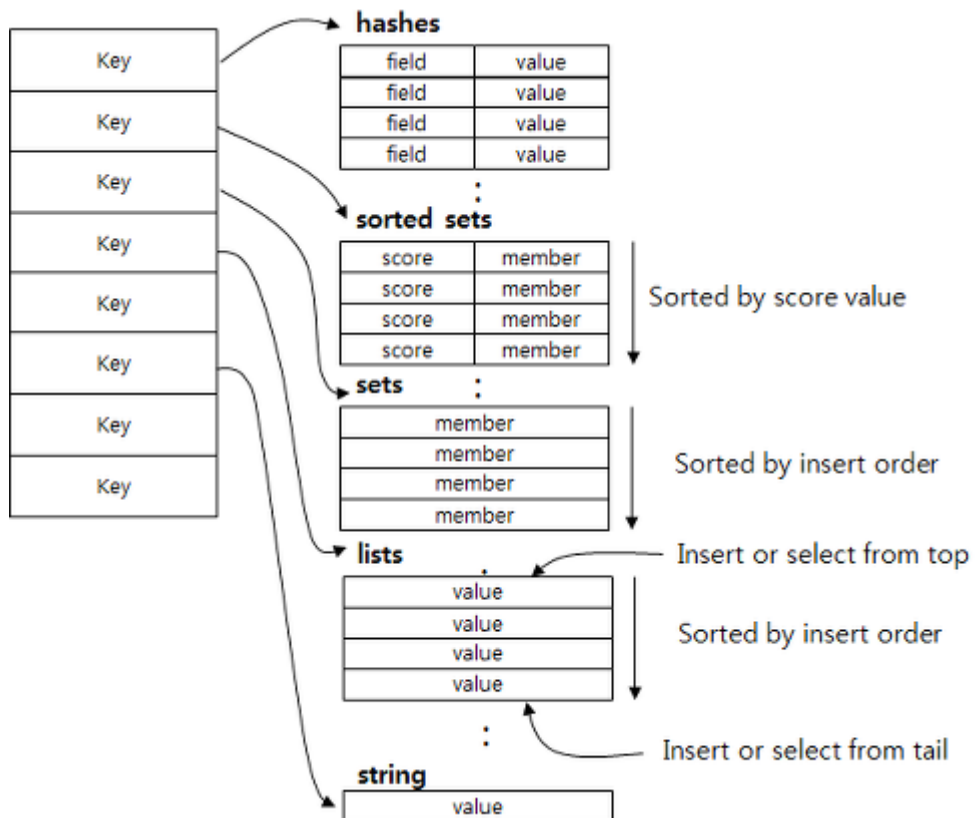 hashes
Key
field value
field value
field value
field value
Key
Key
sorted sets
Key
score member
score member
score member
score member
Sorted by score value
Key
Key
sets
Key
member
member
member
member
Sorted by insert order
Key
lists
Insert or select from top
value
value
value
value
Sorted by insert order
Insert or select from tail
string
value